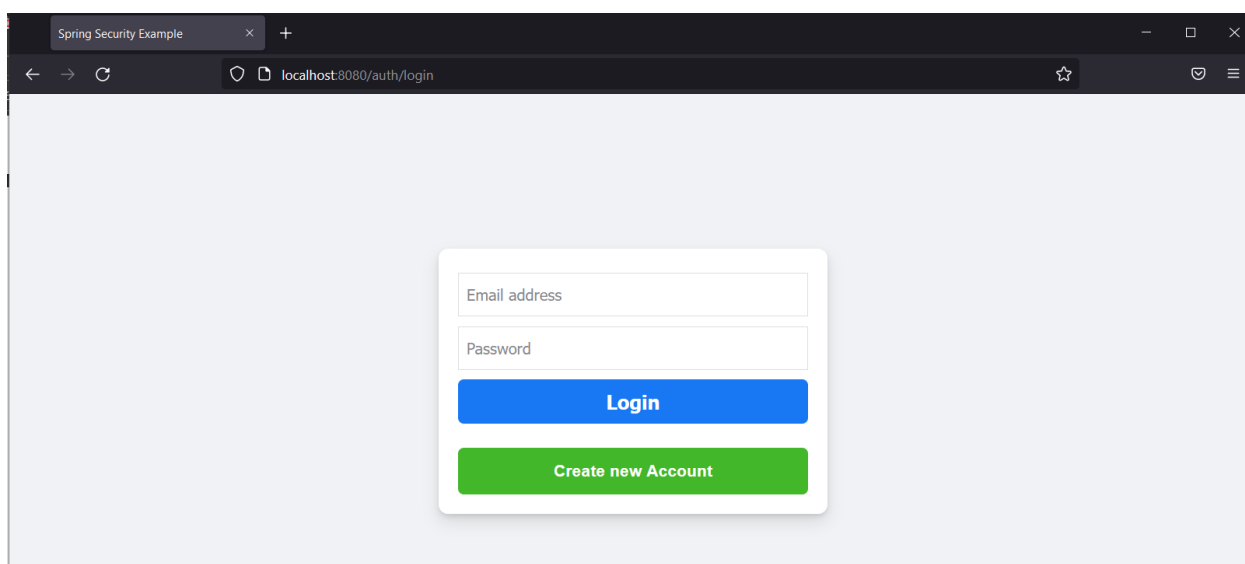 Spring Security Example
localhost:8080/auth/login
Email address
Password
Login
Create new Account